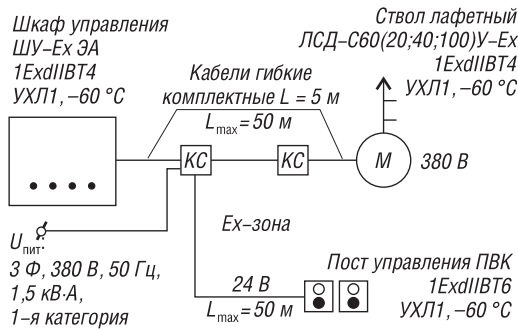 Шкаф управления
ШУ–Ex ЭА
1ExdIIBT4
УХЛ1, –60 °C
Ствол лафетный
ЛСД–С60(20;40;100)У–Ex
1ExdIIBT4
УХЛ1, –60 °C
Кабели гибкие
комплектные L = 5 м
Lmax = 50 м
КС
КС
М
380 В
Uпит:
3 Ф, 380 В, 50 Гц,
1,5 кВ·А,
1–я категория
Ex–зона
24 В
Lmax = 50 м
Пост управления ПВК
1ExdIIBT6
УХЛ1, –60 °C